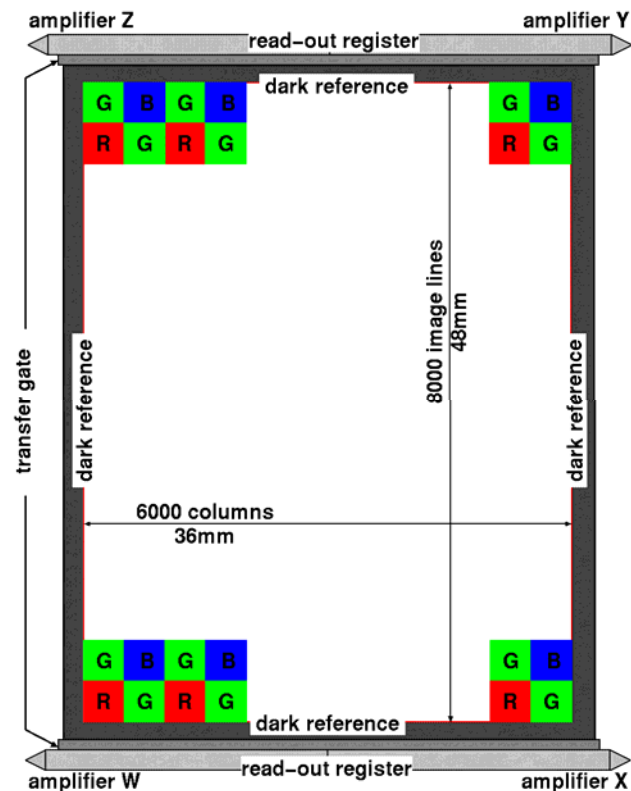 amplifier Z
amplifier Y
read-out register
dark reference
G B G B
G B
R G R G
R G
transfer gate
dark reference
8000 image lines
48mm
dark reference
6000 columns
36mm
G B G B
G B
R G R G
R G
dark reference
amplifier W
read-out register
amplifier X